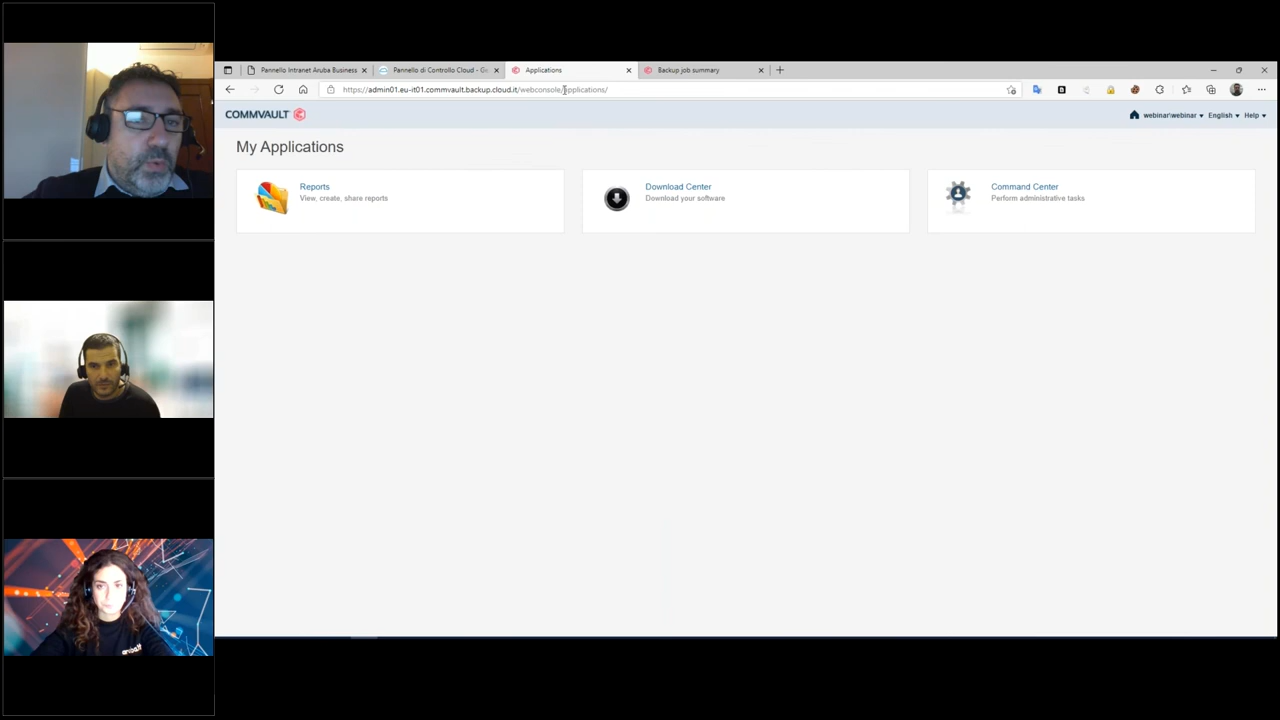 Pannello Intranet Aruba Business
Pannello di Controllo Cloud - Ge
Applications
Backup job summary
https://admin01.eu-it01.commvault.backup.cloud.it/webconsole/applications/
COMMVAULT
webinar\webinar
English
Help
My Applications
Reports
View, create, share reports
Download Center
Download your software
Command Center
Perform administrative tasks